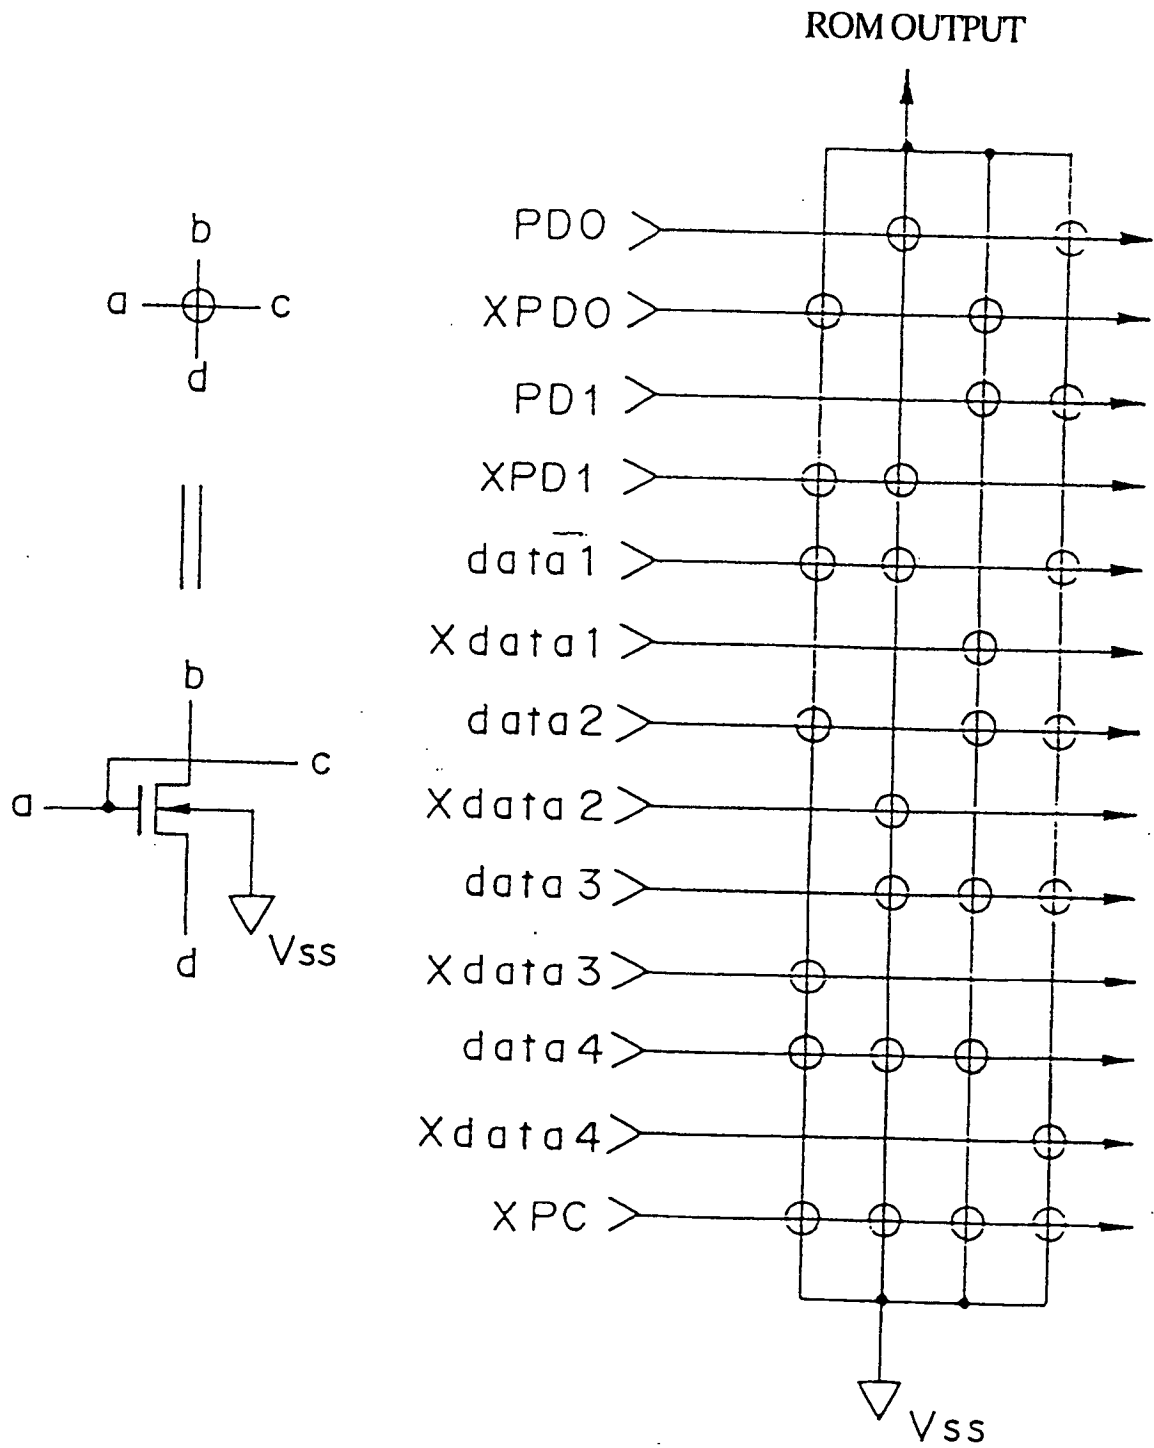 ROM OUTPUT
PD0
XPD0
PD1
XPD1
data1
Xdata1
data2
Xdata2
data3
Xdata3
data4
Xdata4
XPC
Vss
b
a
c
d
b
c
a
d
Vss